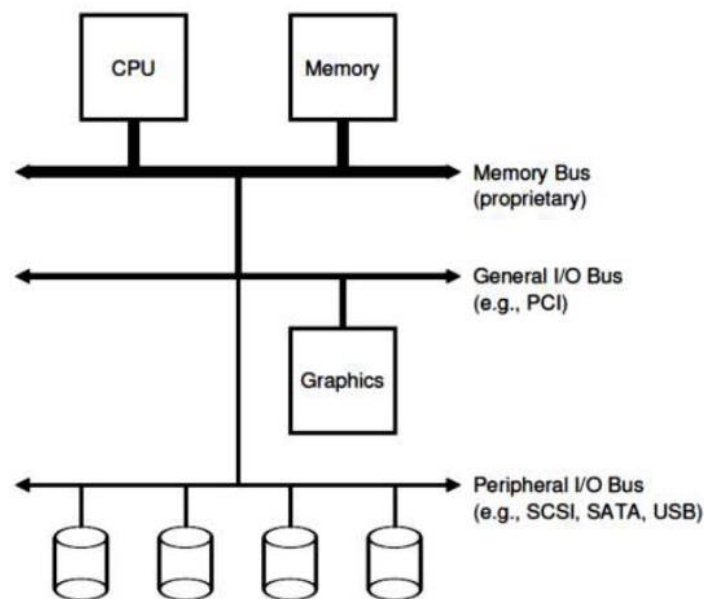 CPU
Memory
Memory Bus
(proprietary)
General I/O Bus
(e.g., PCI)
Graphics
Peripheral I/O Bus
(e.g., SCSI, SATA, USB)